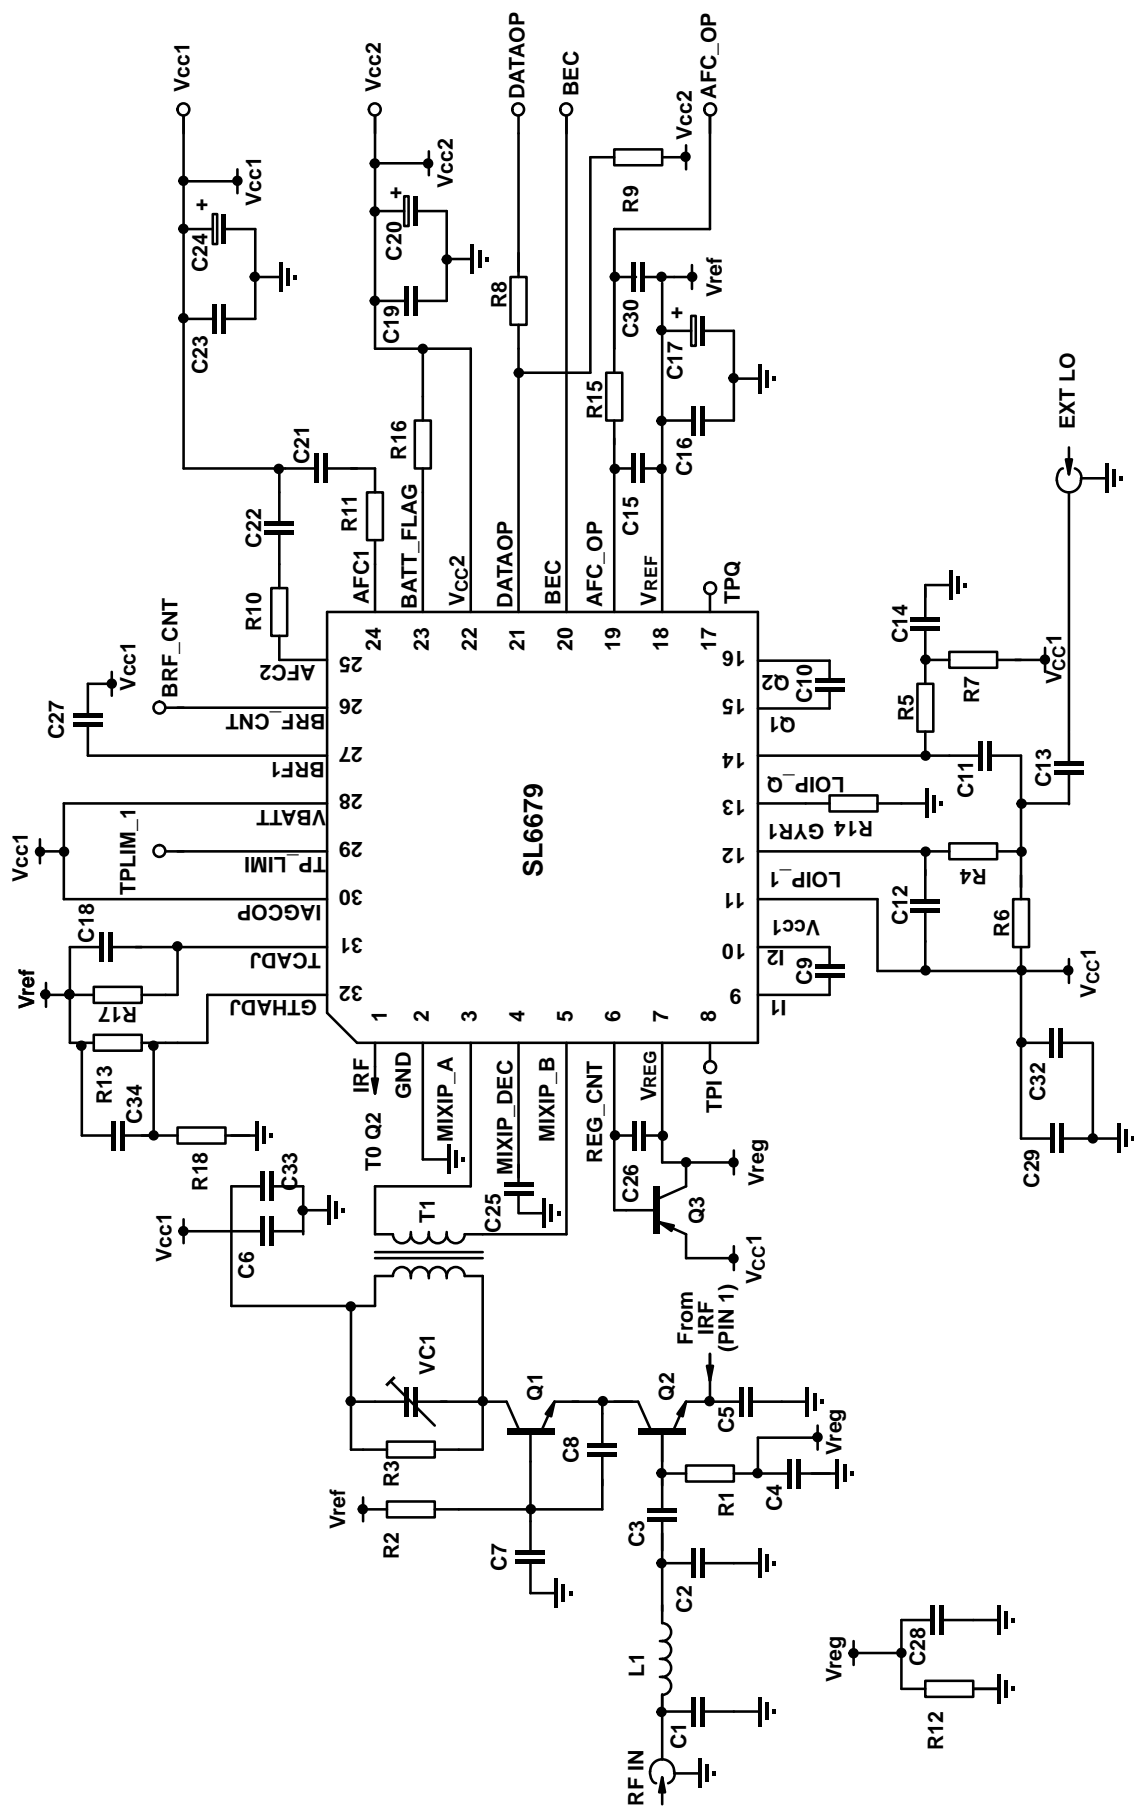 Vcc1
Vcc2
DATAOP
BEC
AFC_OP
Vcc1
Vcc2
Vcc2
+
C24
C23
+
C20
C19
R9
R8
C30
Vref
+
C17
R15
C16
C15
EXT LO
C21
R16
C22
R11
R10
AFC1
BATT_FLAG
VCC2
DATAOP
BEC
AFC_OP
VREF
TPQ
24
23
22
21
20
19
18
17
BRF_CNT
Vcc1
C27
Vcc1
TPLIM_1
C18
Vref
R17
R13
C34
R18
AFC2
BRF_CNT
BRF1
VBATT
TP_LIMI
IAGCOP
TCADJ
GTHADJ
25
26
27
28
29
30
31
32
SL6679
16
15
14
13
12
11
10
9
Q2
Q1
C10
LOIP_Q
GYR1
R14
LOIP_1
Vcc1
I2
I1
C9
C14
R5
R7
VCC1
C11
C13
R4
C12
R6
VCC1
C32
C29
1
2
3
4
5
6
7
8
IRF
T0 Q2
GND
MIXIP_A
MIXIP_DEC
MIXIP_B
REG_CNT
VREG
TPI
C33
Vcc1
C6
T1
C25
C26
Q3
Vreg
VCC1
From
IRF
(PIN 1)
VC1
R3
Q1
Q2
C5
C8
Vref
R2
C7
C3
R1
C4
Vreg
C2
L1
C1
RF IN
Vreg
C28
R12